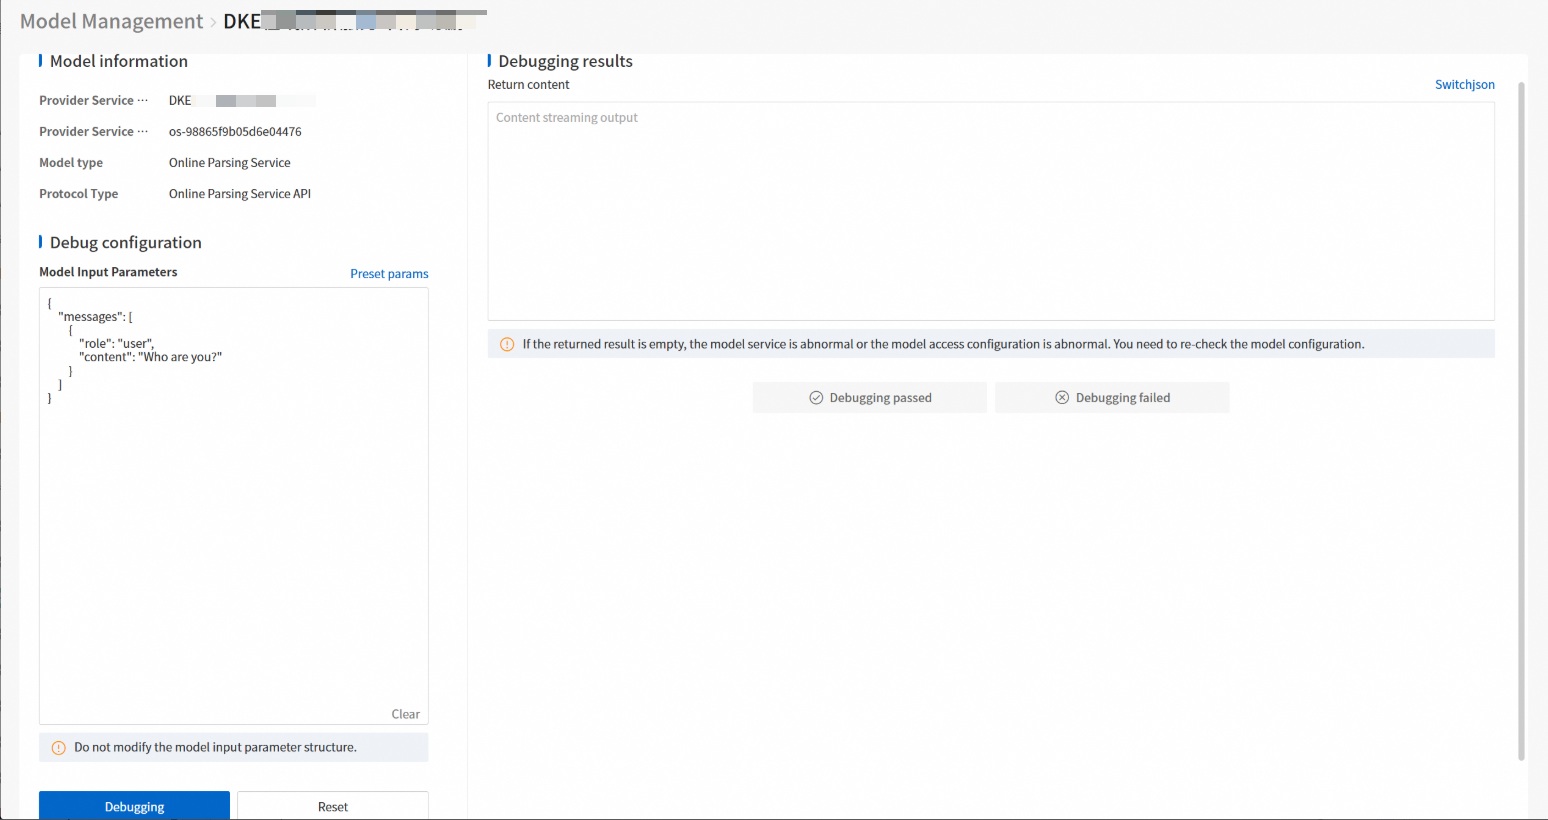 Model Management > DKE
Model information
Provider Service ··· DKE
Provider Service ··· os-98865f9b05d6e04476
Model type Online Parsing Service
Protocol Type Online Parsing Service API
Debug configuration
Model Input Parameters Preset params
{
"messages": [
{
"role": "user",
"content": "Who are you?"
}
]
}
Clear
Do not modify the model input parameter structure.
Debugging Reset
Debugging results
Return content Switchjson
Content streaming output
If the returned result is empty, the model service is abnormal or the model access configuration is abnormal. You need to re-check the model configuration.
Debugging passed Debugging failed